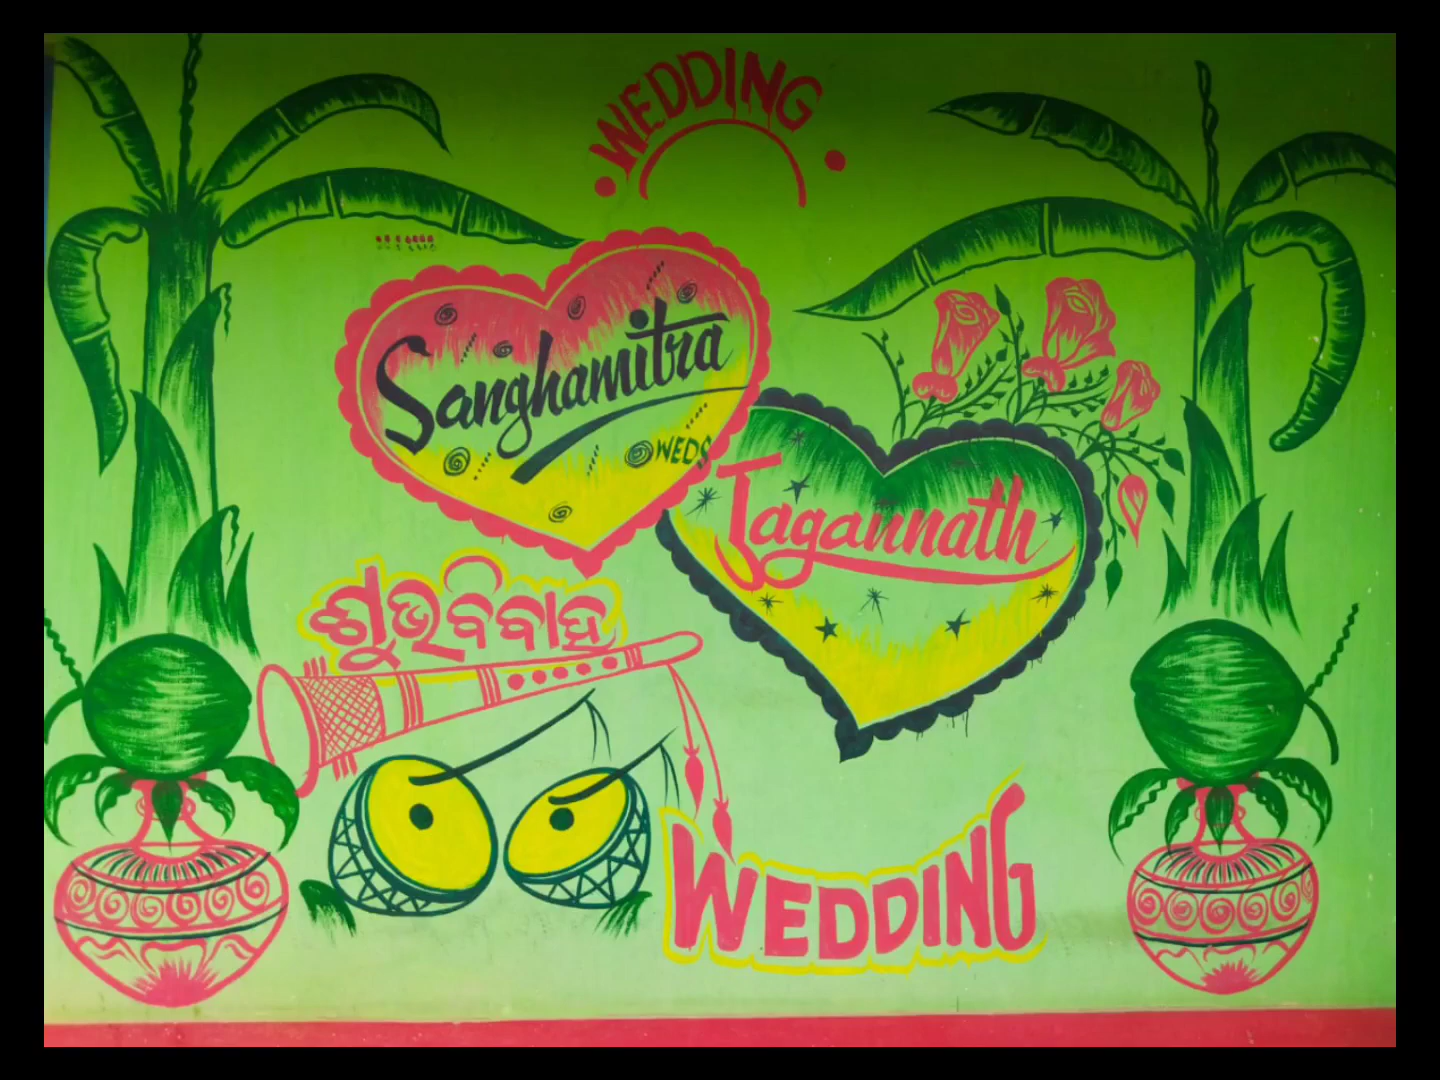 WEDDING
Sanghamitra
WEDS
Jagannath
ଶୁଭବିବାହ
WEDDING